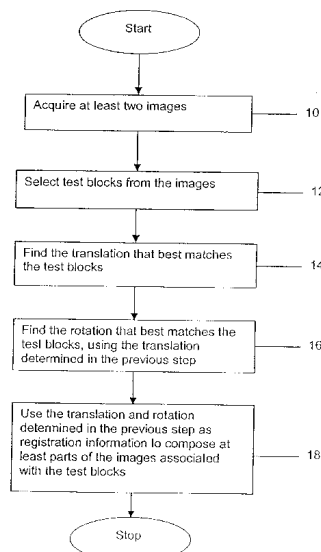 Start
Acquire at least two images
10
Select test blocks from the images
12
Find the translation that best matches
the test blocks
14
Find the rotation that best matches the
test blocks, using the translation
determined in the previous step
16
Use the translation and rotation
determined in the previous step as
registration information to compose at
least parts of the images associated
with the test blocks
18
Stop